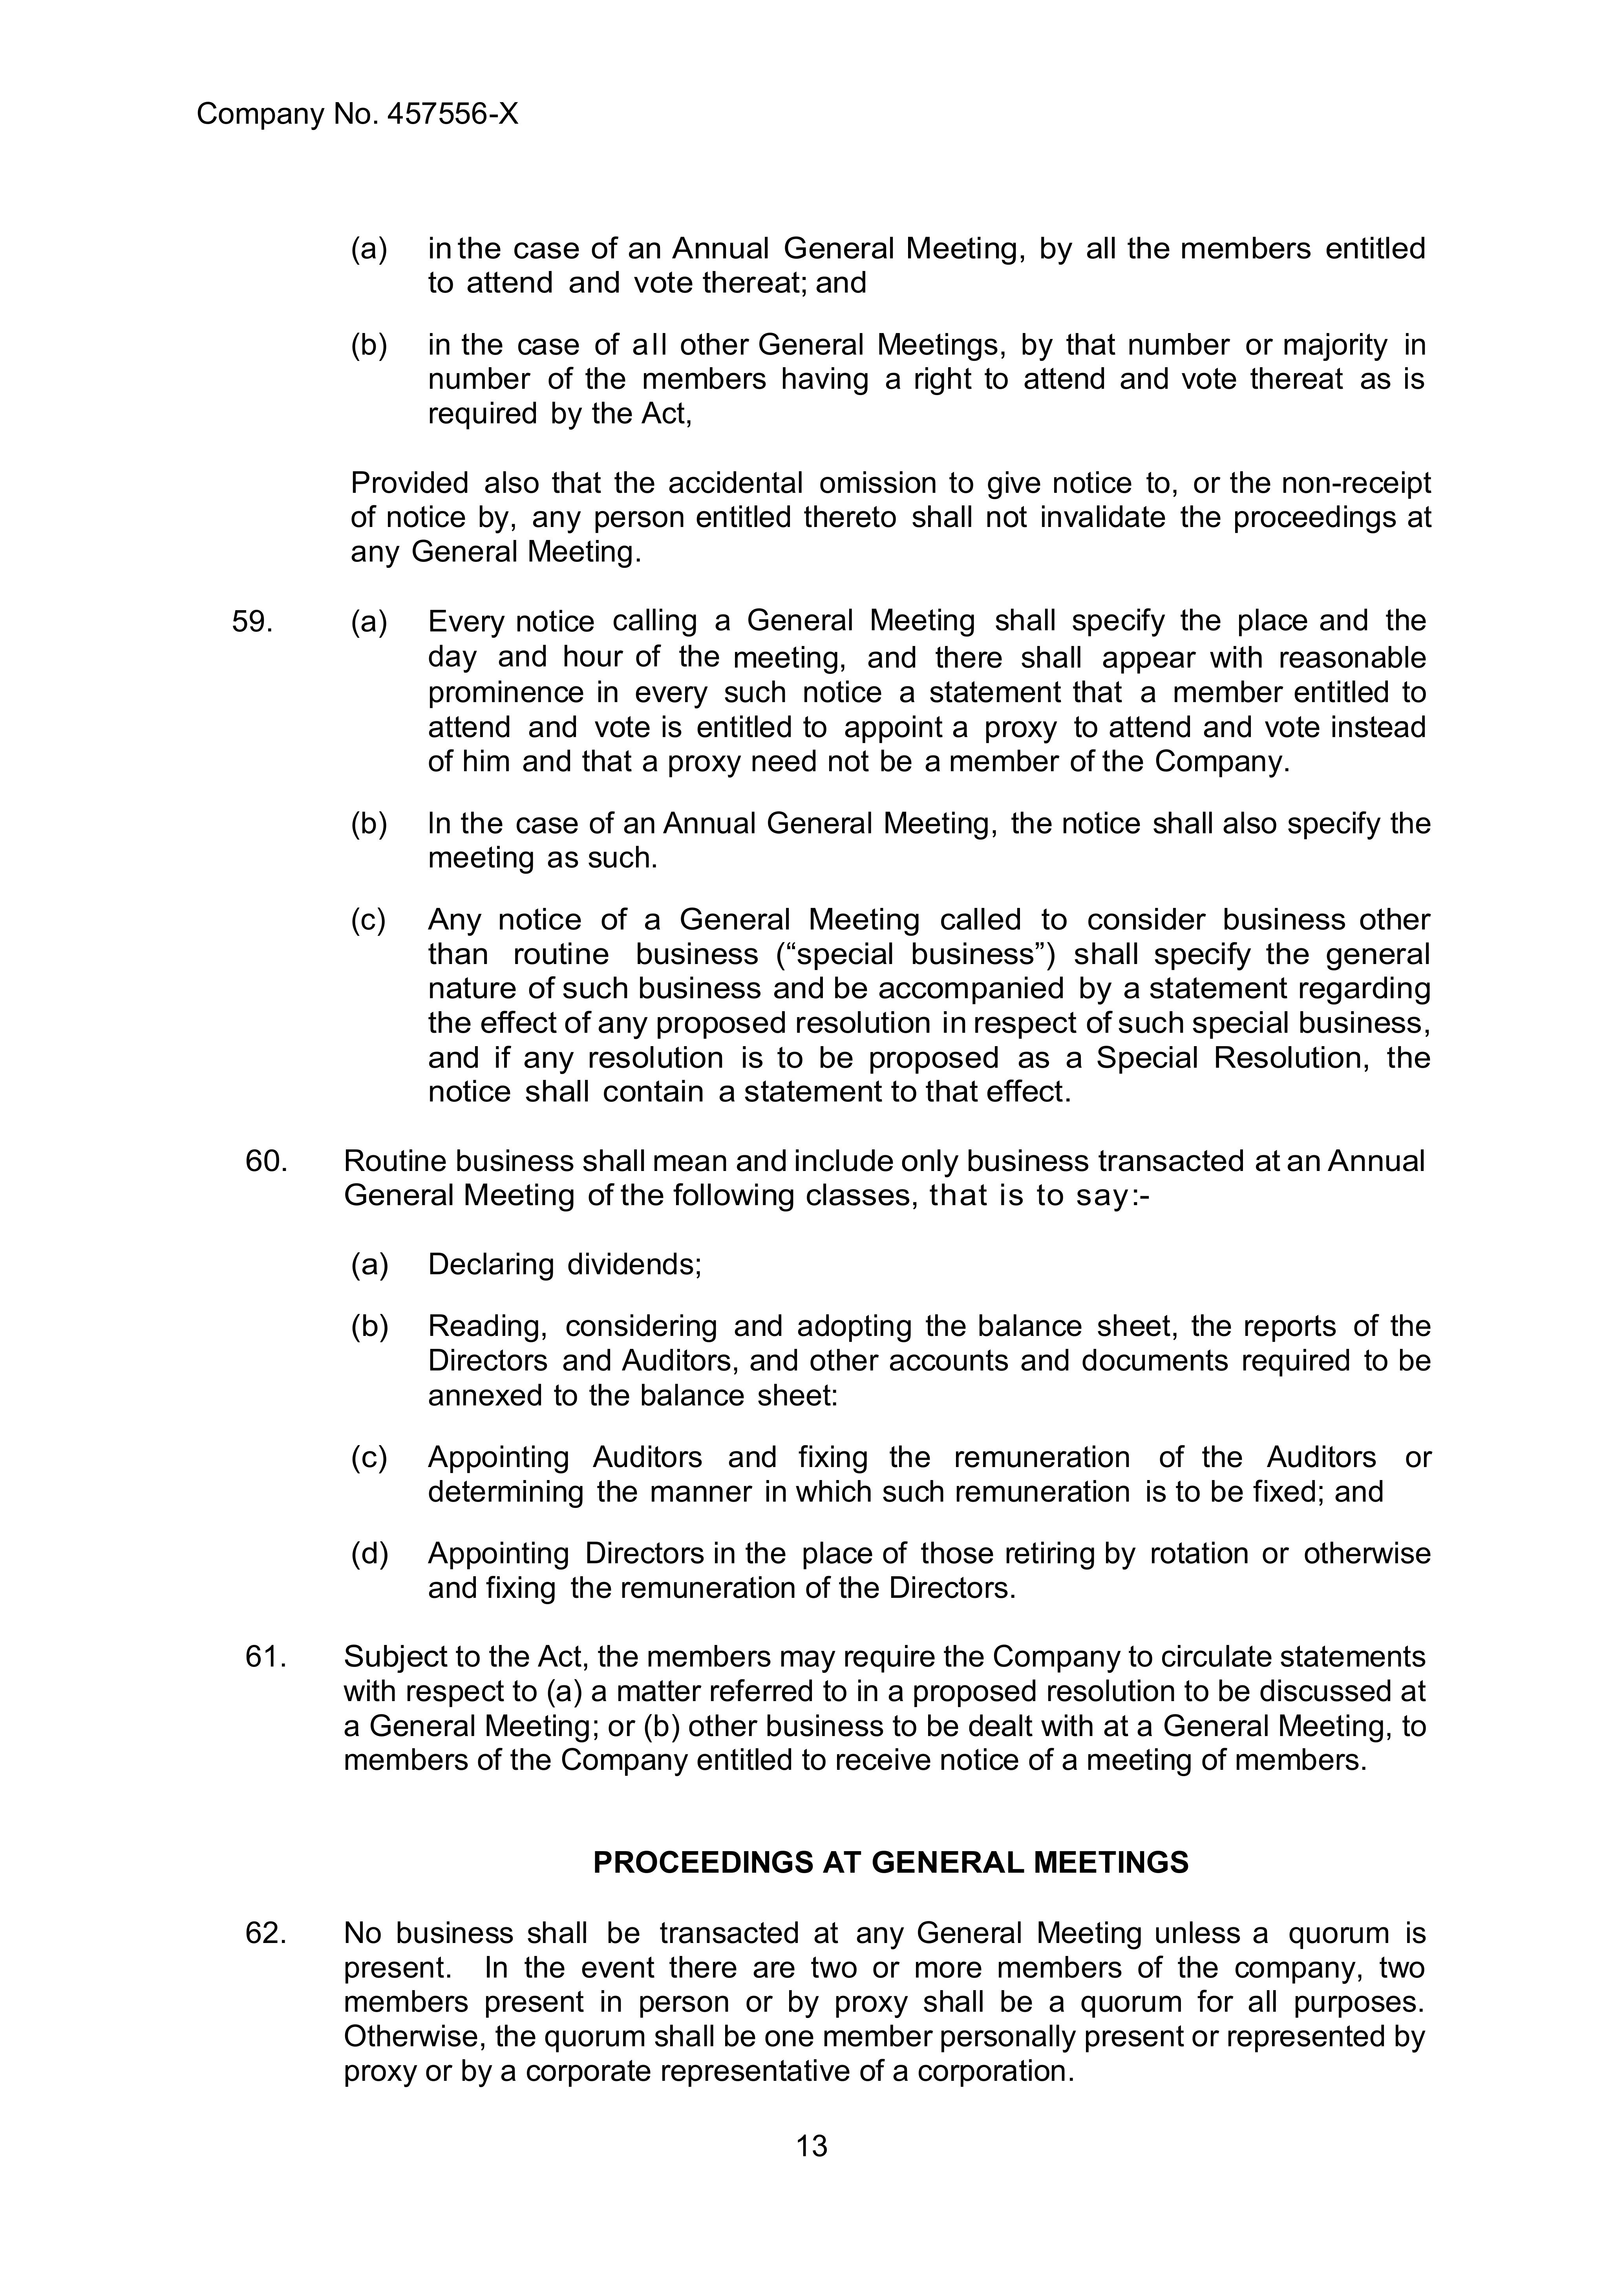 Company No. 457556-X
(a) in the case of an Annual General Meeting, by all the members entitled
to attend and vote thereat; and
(b) in the case of all other General Meetings, by that number or majority in
number of the members having a right to attend and vote thereat as is
required by the Act,
Provided also that the accidental omission to give notice to, or the non-receipt
of notice by, any person entitled thereto shall not invalidate the proceedings at
any General Meeting.
59. (a) Every notice calling a General Meeting shall specify the place and the
day and hour of the meeting, and there shall appear with reasonable
prominence in every such notice a statement that a member entitled to
attend and vote is entitled to appoint a proxy to attend and vote instead
of him and that a proxy need not be a member of the Company.
(b) In the case of an Annual General Meeting, the notice shall also specify the
meeting as such.
(c) Any notice of a General Meeting called to consider business other
than routine business (“special business”) shall specify the general
nature of such business and be accompanied by a statement regarding
the effect of any proposed resolution in respect of such special business,
and if any resolution is to be proposed as a Special Resolution, the
notice shall contain a statement to that effect.
60. Routine business shall mean and include only business transacted at an Annual
General Meeting of the following classes, that is to say:-
(a) Declaring dividends;
(b) Reading, considering and adopting the balance sheet, the reports of the
Directors and Auditors, and other accounts and documents required to be
annexed to the balance sheet:
(c) Appointing Auditors and fixing the remuneration of the Auditors or
determining the manner in which such remuneration is to be fixed; and
(d) Appointing Directors in the place of those retiring by rotation or otherwise
and fixing the remuneration of the Directors.
61. Subject to the Act, the members may require the Company to circulate statements
with respect to (a) a matter referred to in a proposed resolution to be discussed at
a General Meeting; or (b) other business to be dealt with at a General Meeting, to
members of the Company entitled to receive notice of a meeting of members.
PROCEEDINGS AT GENERAL MEETINGS
62. No business shall be transacted at any General Meeting unless a quorum is
present. In the event there are two or more members of the company, two
members present in person or by proxy shall be a quorum for all purposes.
Otherwise, the quorum shall be one member personally present or represented by
proxy or by a corporate representative of a corporation.
13